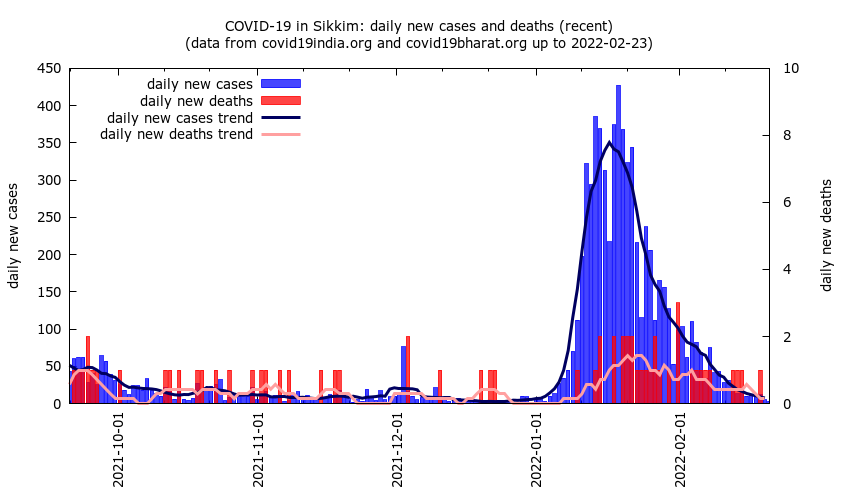 COVID-19 in Sikkim: daily new cases and deaths (recent)
(data from covid19india.org and covid19bharat.org up to 2022-02-23)
daily new cases
daily new deaths
daily new cases trend
daily new deaths trend
daily new cases
450
400
350
300
250
200
150
100
50
0
10
8
6
4
2
0
daily new deaths
2021-10-01
2021-11-01
2021-12-01
2022-01-01
2022-02-01